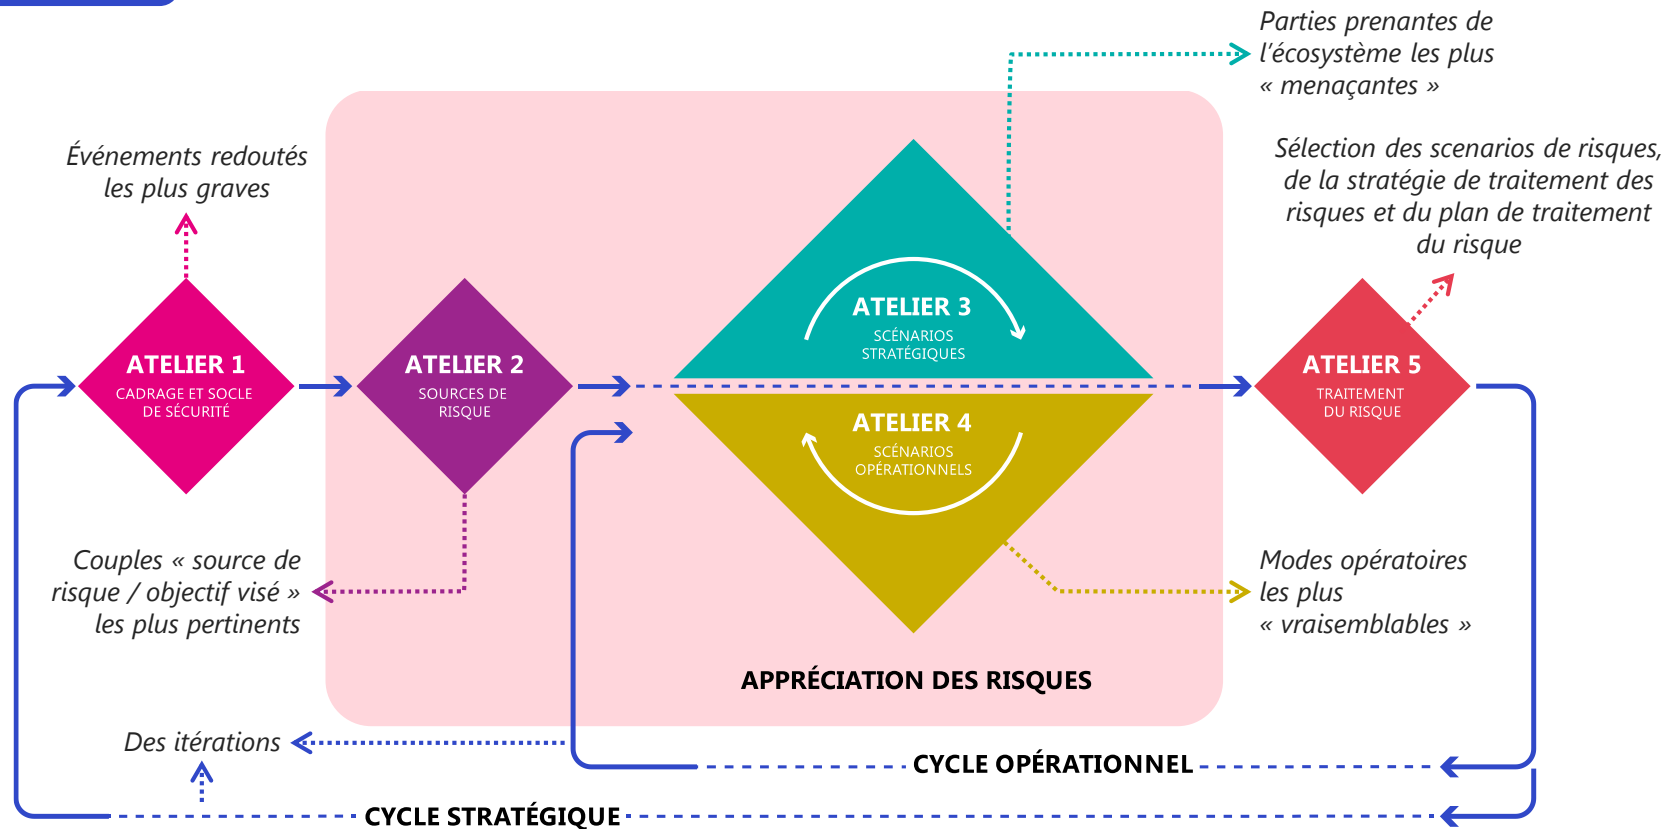 Parties prenantes de
l’écosystème les plus
« menaçantes »
Événements redoutés
les plus graves
Sélection des scenarios de risques,
de la stratégie de traitement des
risques et du plan de traitement
du risque
ATELIER 1
CADRAGE ET SOCLE
DE SÉCURITÉ
ATELIER 2
SOURCES DE
RISQUE
ATELIER 3
SCÉNARIOS
STRATÉGIQUES
ATELIER 4
SCÉNARIOS
OPÉRATIONNELS
ATELIER 5
TRAITEMENT
DU RISQUE
Couples « source de
risque / objectif visé »
les plus pertinents
Modes opératoires
les plus
« vraisemblables »
APPRÉCIATION DES RISQUES
Des itérations
CYCLE OPÉRATIONNEL
CYCLE STRATÉGIQUE